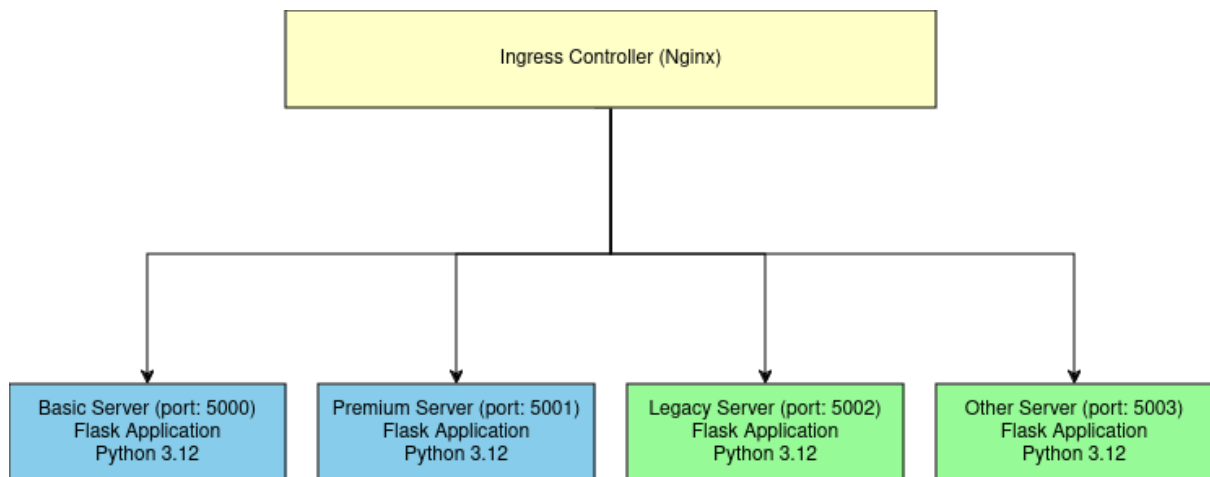 Ingress Controller (Nginx)
Basic Server (port: 5000)
Flask Application
Python 3.12
Premium Server (port: 5001)
Flask Application
Python 3.12
Legacy Server (port: 5002)
Flask Application
Python 3.12
Other Server (port: 5003)
Flask Application
Python 3.12